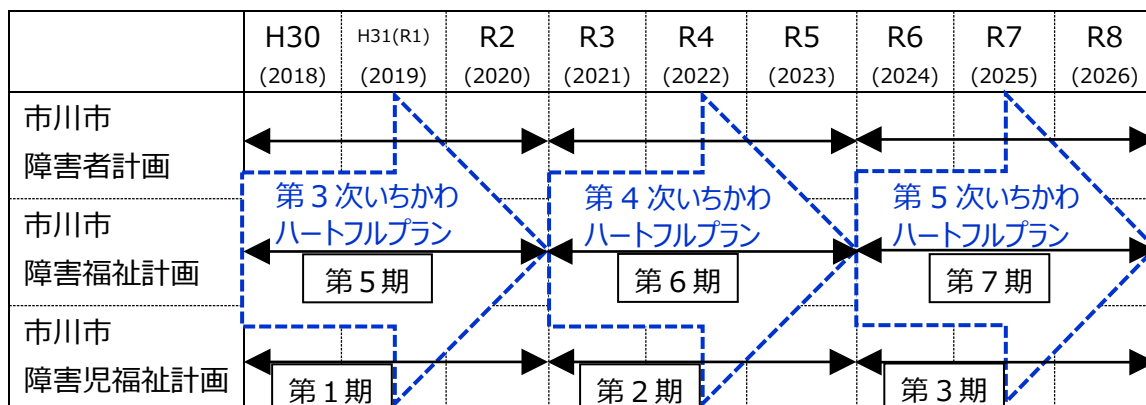 H30 H31(R1) R2 R3 R4 R5 R6 R7 R8
(2018) (2019) (2020) (2021) (2022) (2023) (2024) (2025) (2026)
市川市
障害者計画
第３次いちかわ 第４次いちかわ 第５次いちかわ
ハートフルプラン ハートフルプラン ハートフルプラン
市川市
障害福祉計画
第５期 第６期 第７期
市川市
障害児福祉計画
第１期 第２期 第３期